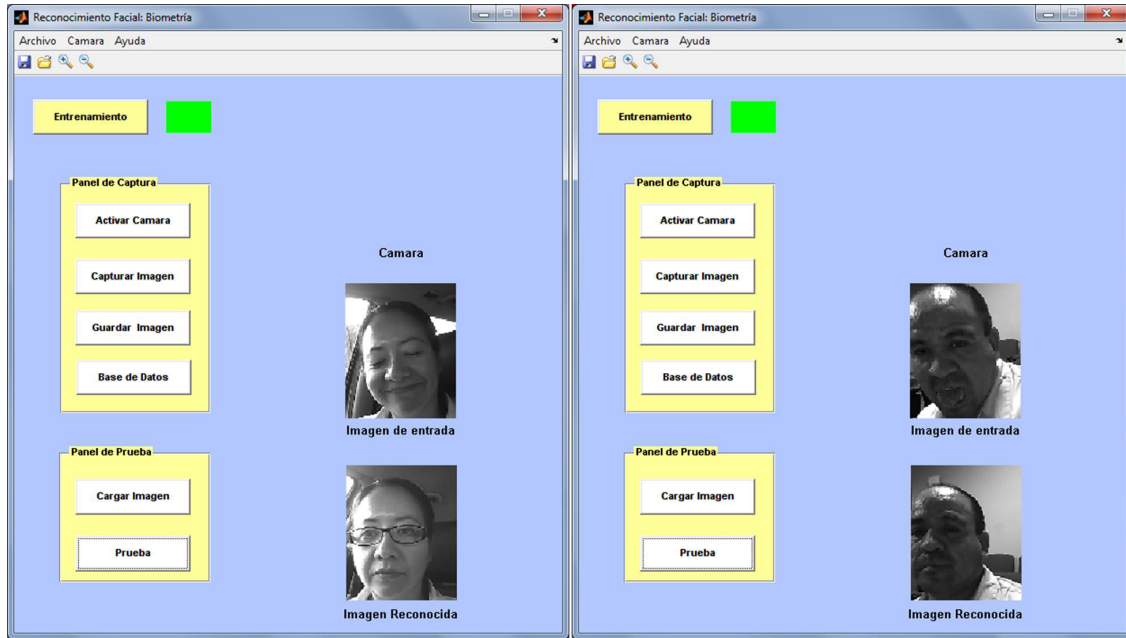 Reconocimiento Facial: Biometría
Archivo Camara Ayuda
Entrenamiento
Panel de Captura
Activar Camara
Capturar Imagen
Guardar Imagen
Base de Datos
Panel de Prueba
Cargar Imagen
Prueba
Camara
Imagen de entrada
Imagen Reconocida
Reconocimiento Facial: Biometría
Archivo Camara Ayuda
Entrenamiento
Panel de Captura
Activar Camara
Capturar Imagen
Guardar Imagen
Base de Datos
Panel de Prueba
Cargar Imagen
Prueba
Camara
Imagen de entrada
Imagen Reconocida